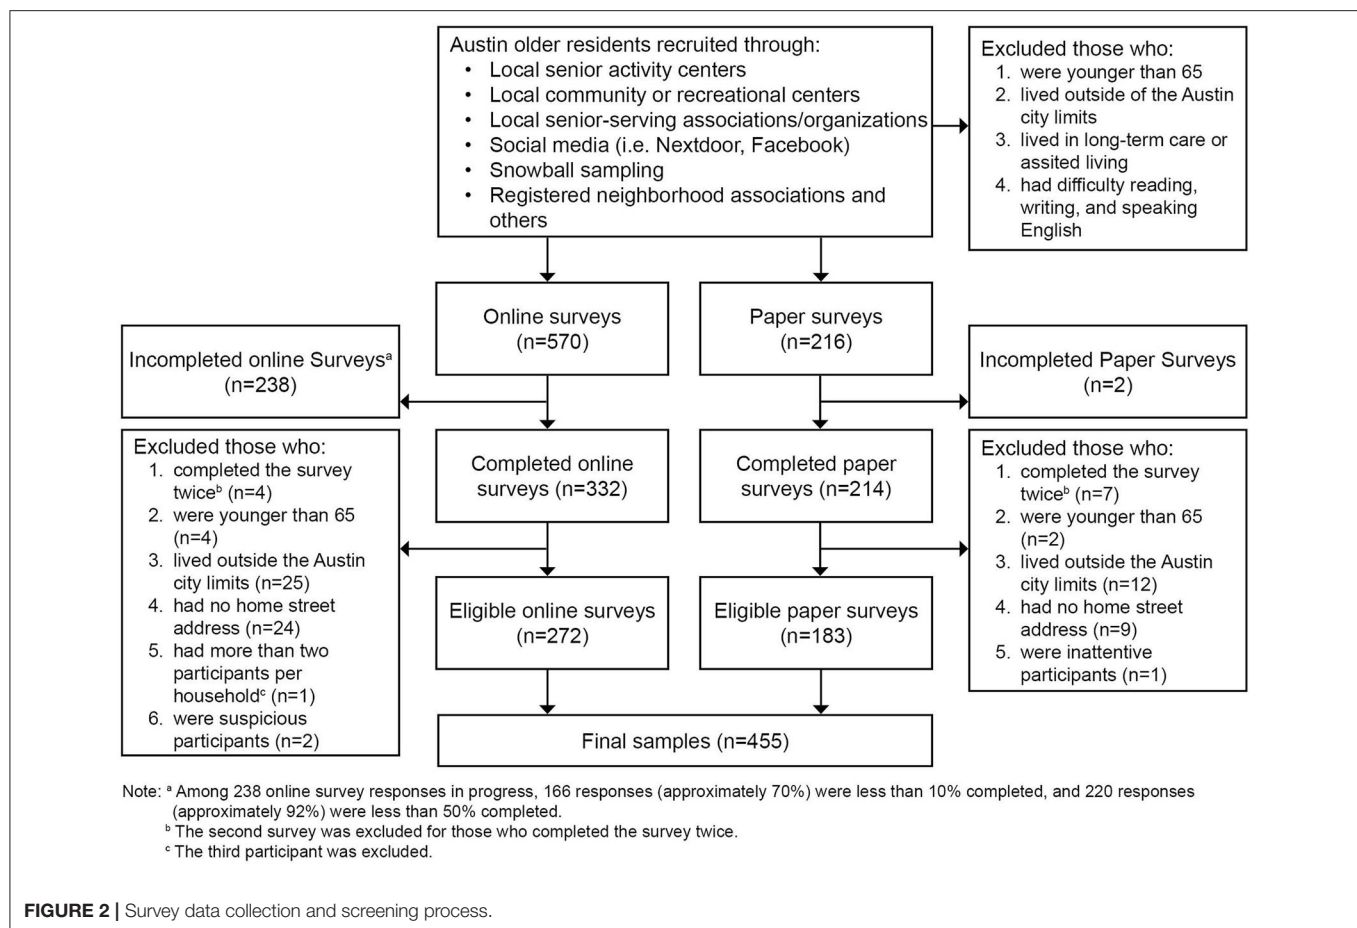 Austin older residents recruited through:
• Local senior activity centers
• Local community or recreational centers
• Local senior-serving associations/organizations
• Social media (i.e. Nextdoor, Facebook)
• Snowball sampling
• Registered neighborhood associations and
others
Excluded those who:
1. were younger than 65
2. lived outside of the Austin
city limits
3. lived in long-term care or
assited living
4. had difficulty reading,
writing, and speaking
English
Online surveys
(n=570)
Paper surveys
(n=216)
Incompleted online Surveysᵃ
(n=238)
Incompleted Paper Surveys
(n=2)
Excluded those who:
1. completed the survey
twiceᵇ (n=4)
2. were younger than 65
(n=4)
3. lived outside the Austin
city limits (n=25)
4. had no home street
address (n=24)
5. had more than two
participants per
householdᶜ (n=1)
6. were suspicious
participants (n=2)
Completed online
surveys (n=332)
Completed paper
surveys (n=214)
Excluded those who:
1. completed the survey
twiceᵇ (n=7)
2. were younger than 65
(n=2)
3. lived outside the Austin
city limits (n=12)
4. had no home street
address (n=9)
5. were inattentive
participants (n=1)
Eligible online surveys
(n=272)
Eligible paper surveys
(n=183)
Final samples (n=455)
Note: ᵃ Among 238 online survey responses in progress, 166 responses (approximately 70%) were less than 10% completed, and 220 responses
(approximately 92%) were less than 50% completed.
ᵇ The second survey was excluded for those who completed the survey twice.
ᶜ The third participant was excluded.
FIGURE 2 | Survey data collection and screening process.